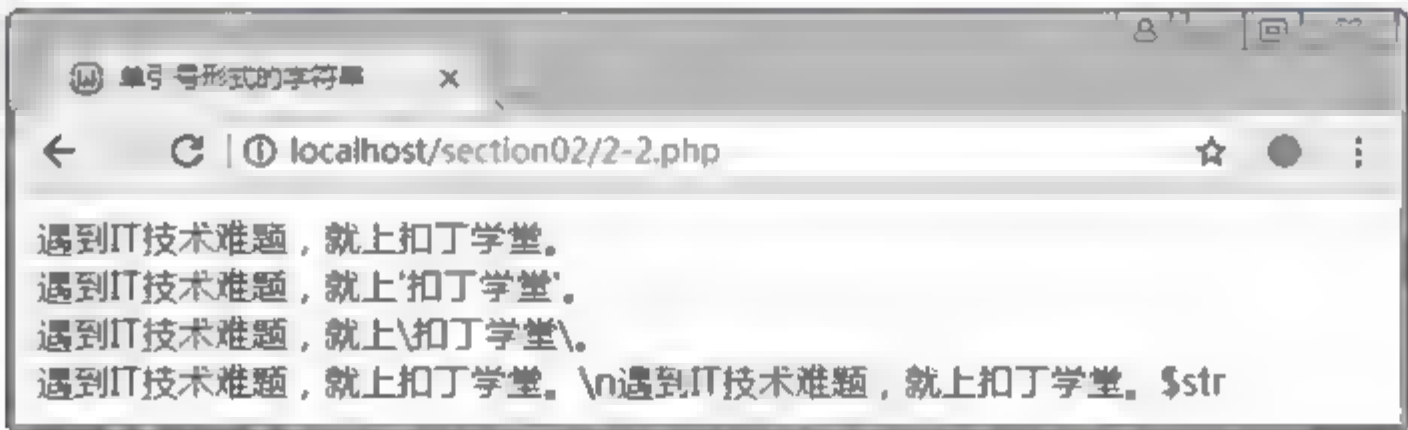 单引号形式的字符串
localhost/section02/2-2.php
遇到IT技术难题，就上扣丁学堂。
遇到IT技术难题，就上'扣丁学堂'。
遇到IT技术难题，就上\扣丁学堂\。
遇到IT技术难题，就上扣丁学堂。\n遇到IT技术难题，就上扣丁学堂。$str